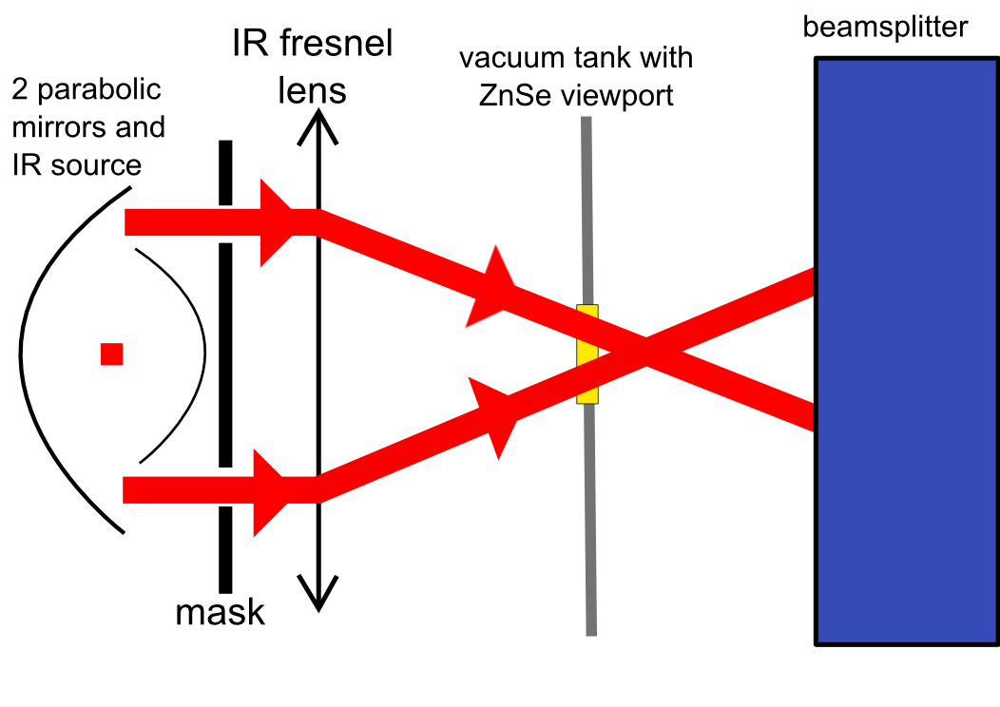 beamsplitter
IR fresnel
lens
vacuum tank with
ZnSe viewport
2 parabolic
mirrors and
IR source
mask